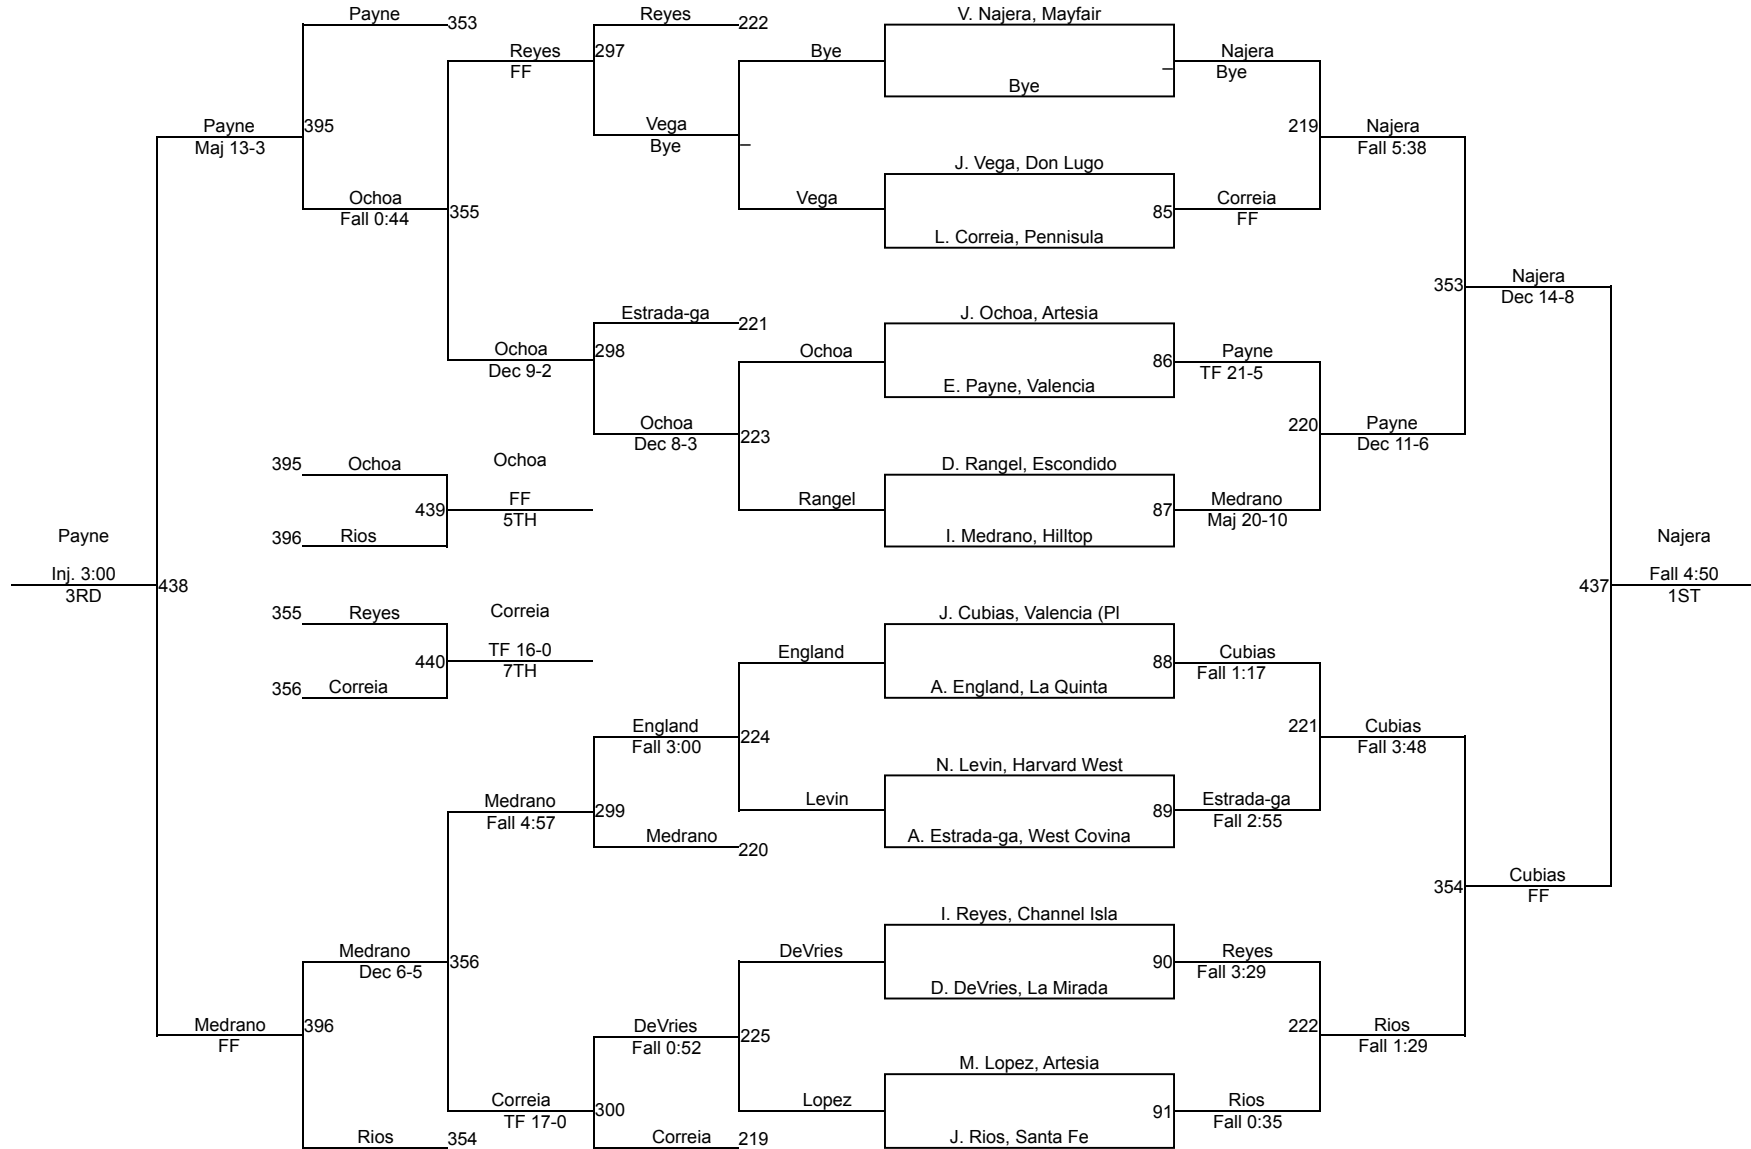 Payne
353
Reyes
222
V. Najera, Mayfair
Reyes
297
FF
Bye
Najera
Bye
Bye
Payne
395
Maj 13-3
Vega
Bye
219
Najera
Fall 5:38
J. Vega, Don Lugo
Ochoa
355
Fall 0:44
Vega
85
Correia
FF
L. Correia, Pennisula
353
Najera
Dec 14-8
Estrada-ga
221
J. Ochoa, Artesia
Ochoa
298
Dec 9-2
Ochoa
86
Payne
TF 21-5
E. Payne, Valencia
Ochoa
223
Dec 8-3
220
Payne
Dec 11-6
395
Ochoa
Ochoa
D. Rangel, Escondido
439
FF
5TH
Rangel
87
Medrano
Maj 20-10
396
Rios
I. Medrano, Hilltop
Payne
Najera
Inj. 3:00
438
3RD
437
Fall 4:50
1ST
355
Reyes
Correia
J. Cubias, Valencia (Pl
440
TF 16-0
7TH
England
88
Cubias
Fall 1:17
356
Correia
A. England, La Quinta
England
224
Fall 3:00
221
Cubias
Fall 3:48
N. Levin, Harvard West
Medrano
299
Fall 4:57
Levin
89
Estrada-ga
Fall 2:55
Medrano
220
A. Estrada-ga, West Covina
354
Cubias
FF
I. Reyes, Channel Isla
Medrano
356
Dec 6-5
DeVries
90
Reyes
Fall 3:29
D. DeVries, La Mirada
Medrano
396
FF
DeVries
225
Fall 0:52
222
Rios
Fall 1:29
M. Lopez, Artesia
Correia
300
TF 17-0
Lopez
91
Rios
Fall 0:35
Rios
354
Correia
219
J. Rios, Santa Fe